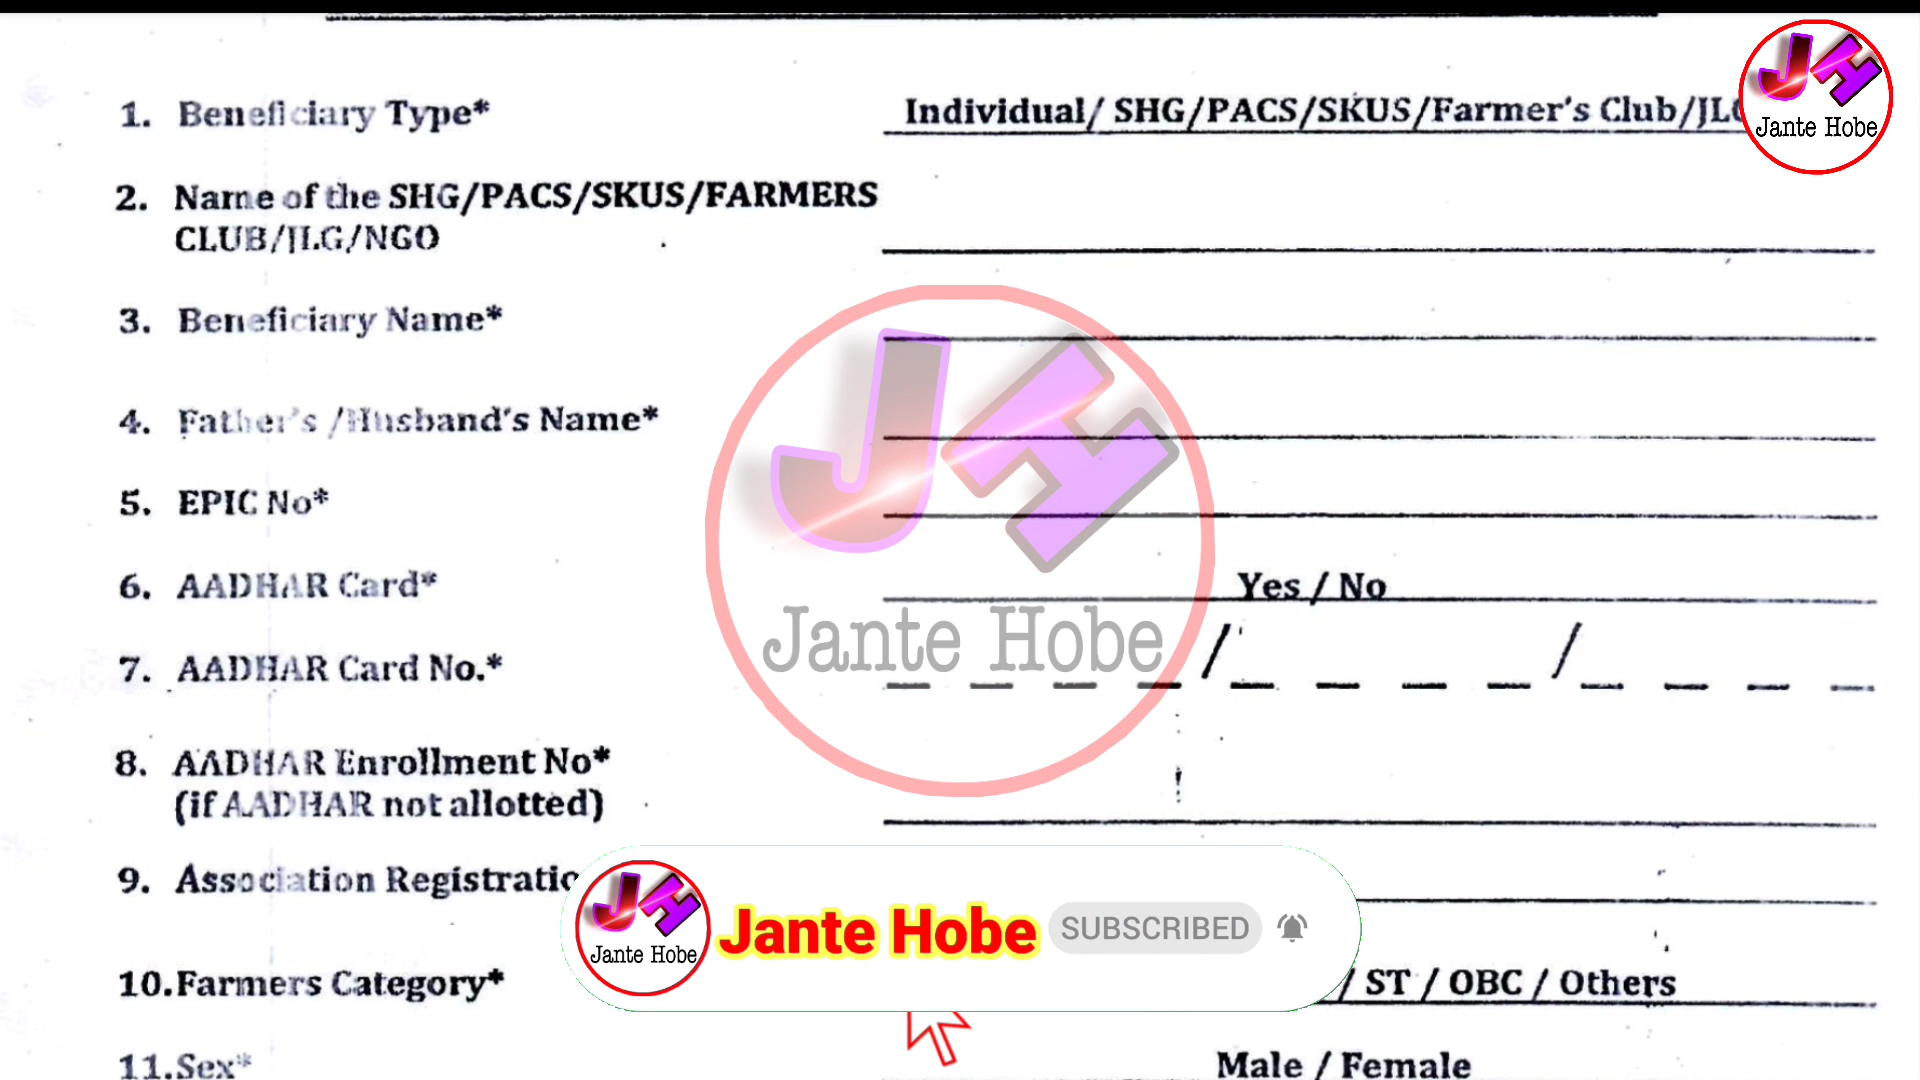 1. Beneficiary Type* Individual/ SHG/PACS/SKUS/Farmer's Club/JLG
Jante Hobe
2. Name of the SHG/PACS/SKUS/FARMERS
CLUB/JLG/NGO
3. Beneficiary Name*
4. Father's /Husband's Name*
5. EPIC No*
6. AADHAR Card* Yes / No
Jante Hobe
7. AADHAR Card No.* _ _ _ _ / _ _ _ _ / _ _ _ _
8. AADHAR Enrollment No*
(if AADHAR not allotted)
9. Association Registratio
Jante Hobe
Jante Hobe SUBSCRIBED
10. Farmers Category* / ST / OBC / Others
11. Sex* Male / Female